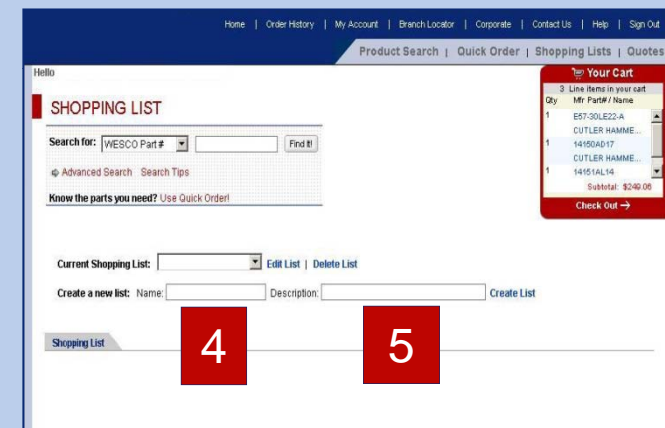 Home | Order History | My Account | Branch Locator | Corporate | Contact Us | Help | Sign Out
Product Search | Quick Order | Shopping Lists | Quotes
Hello
Your Cart
3 Line items in your cart
Qty Mfr Part# / Name
1 E57-30LE22-A
CUTLER HAMME...
1 14150AD17
CUTLER HAMME...
1 14151AL14
Subtotal: $249.06
Check Out →
SHOPPING LIST
Search for: WESCO Part # Find It!
Advanced Search Search Tips
Know the parts you need? Use Quick Order!
Current Shopping List: Edit List | Delete List
Create a new list: Name: Description: Create List
Shopping List
4 5